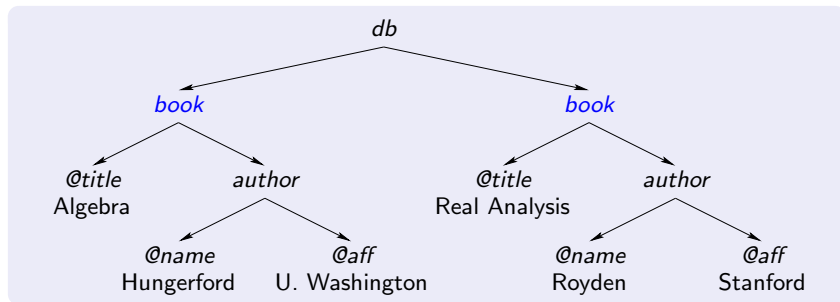 db
book book
@title author @title author
Algebra Real Analysis
@name @aff @name @aff
Hungerford U. Washington Royden Stanford